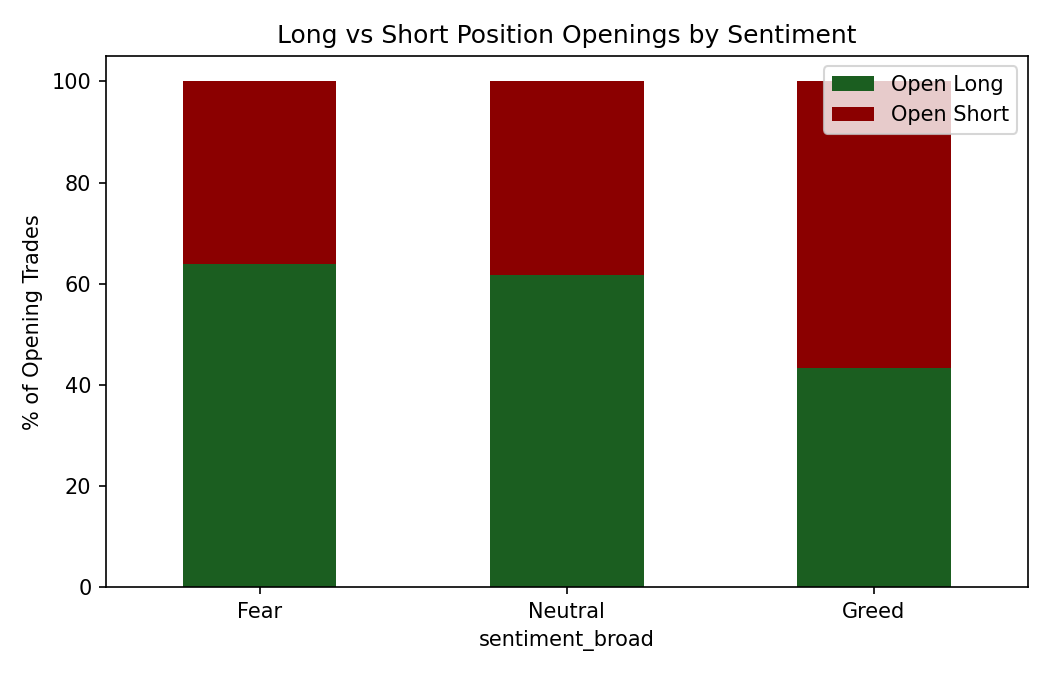 Long vs Short Position Openings by Sentiment
Open Long
Open Short
% of Opening Trades
100
80
60
40
20
0
Fear
Neutral
Greed
sentiment_broad